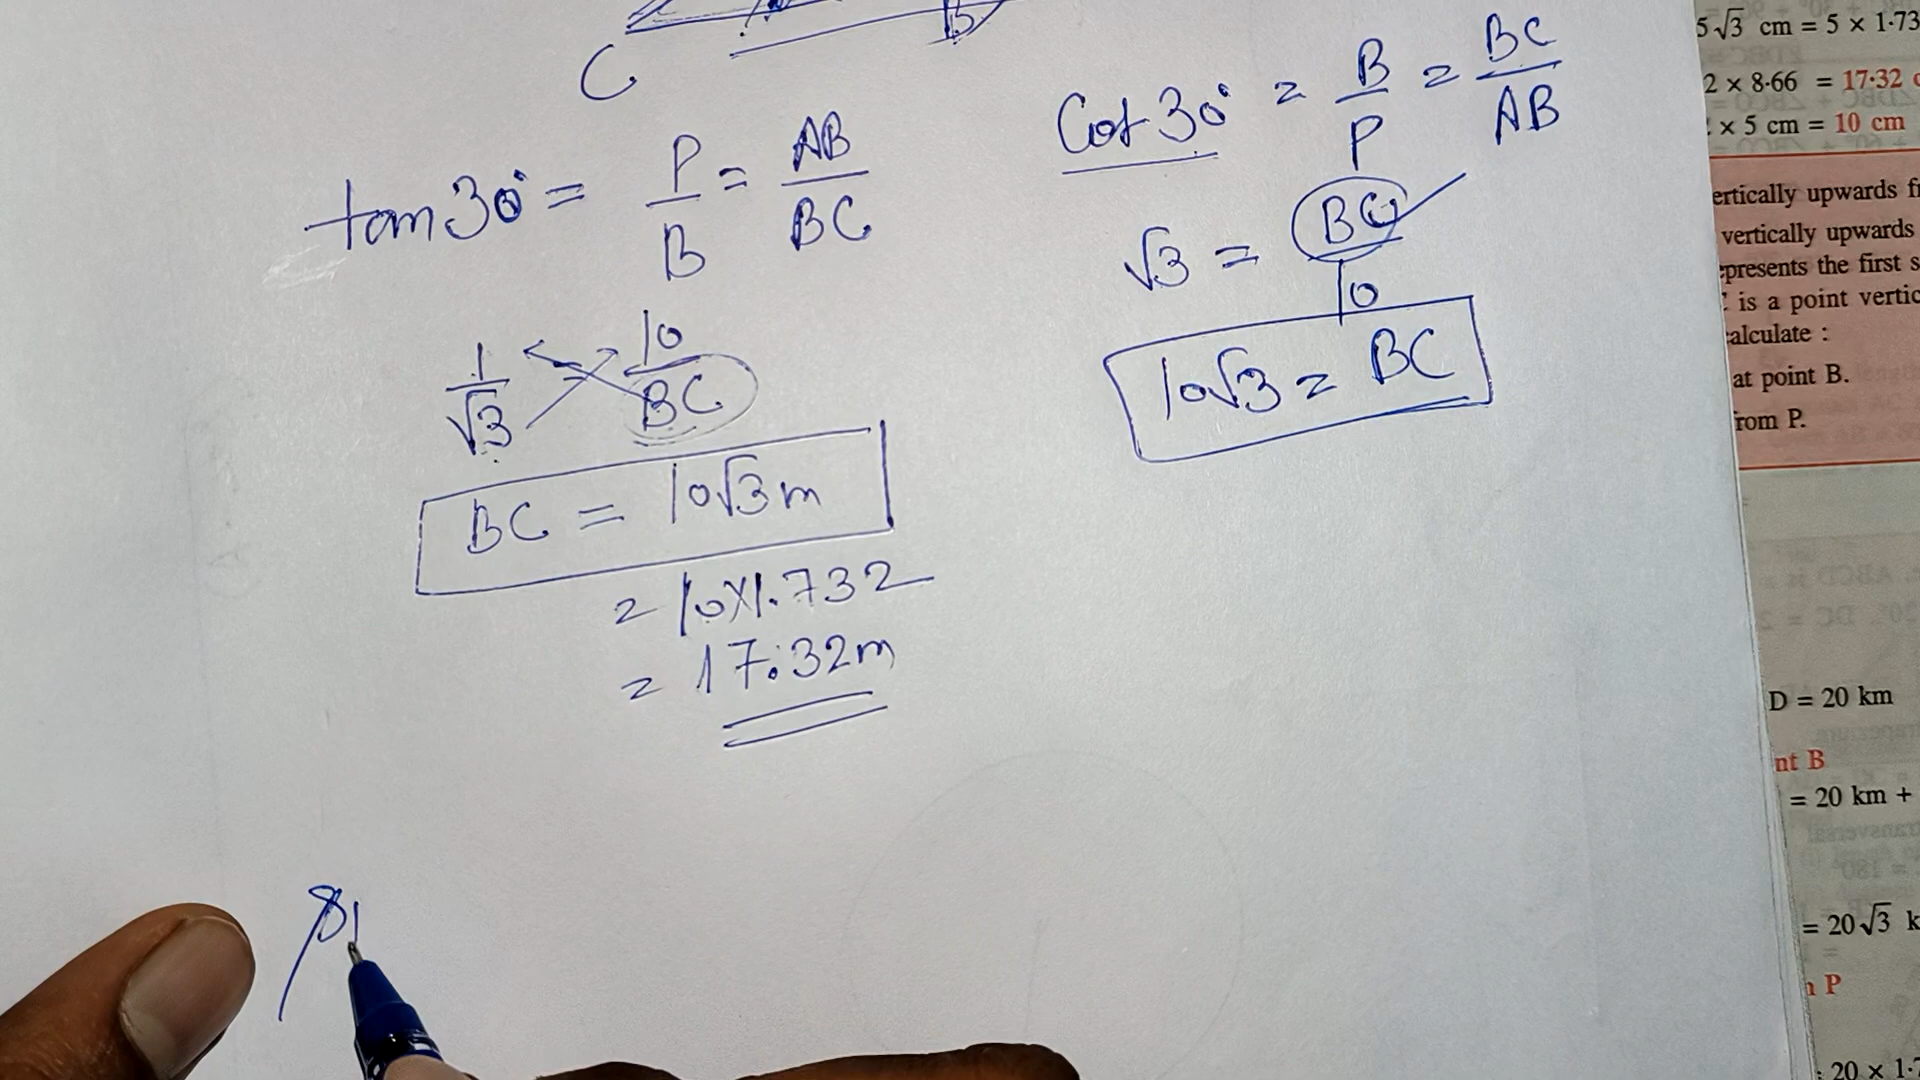 C B
tan 30° = P/B = AB/BC
1/√3 = 10/BC
BC = 10√3 m
= 10×1.732
= 17.32m
Cot 30° = B/P = BC/AB
√3 = BC/10
10√3 = BC
5√3 cm = 5 × 1·73
2 × 8·66 = 17·32 c
× 5 cm = 10 cm
ertically upwards fr
vertically upwards
presents the first s
is a point vertic
alculate :
at point B.
rom P.
D = 20 km
nt B
= 20 km +
= 20√3 k
P
20 × 1·7